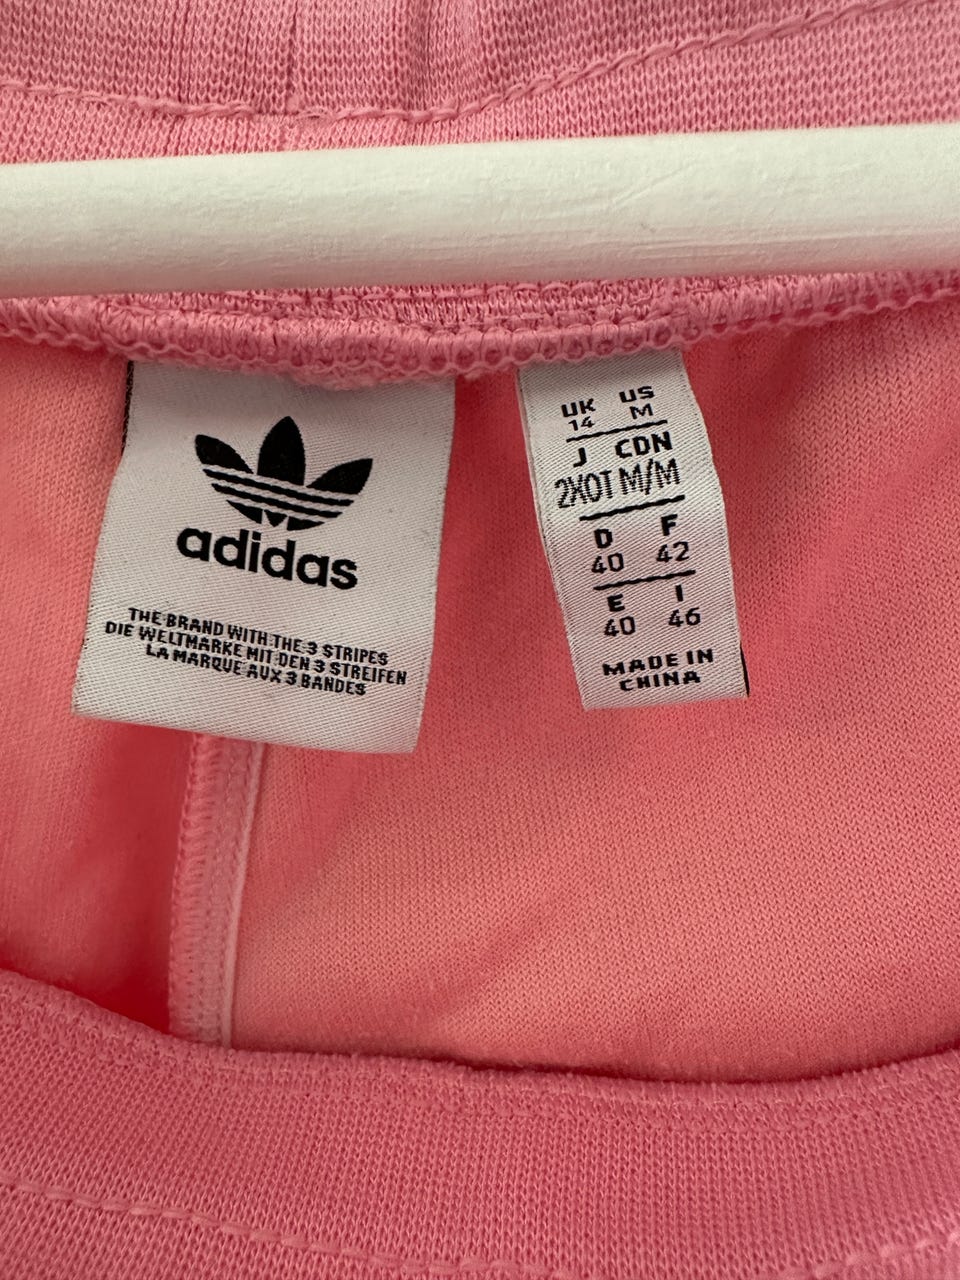 adidas
THE BRAND WITH THE 3 STRIPES
DIE WELTMARKE MIT DEN 3 STREIFEN
LA MARQUE AUX 3 BANDES
UK US
14 M
J CDN
2XOT M/M
D F
40 42
E I
40 46
MADE IN
CHINA